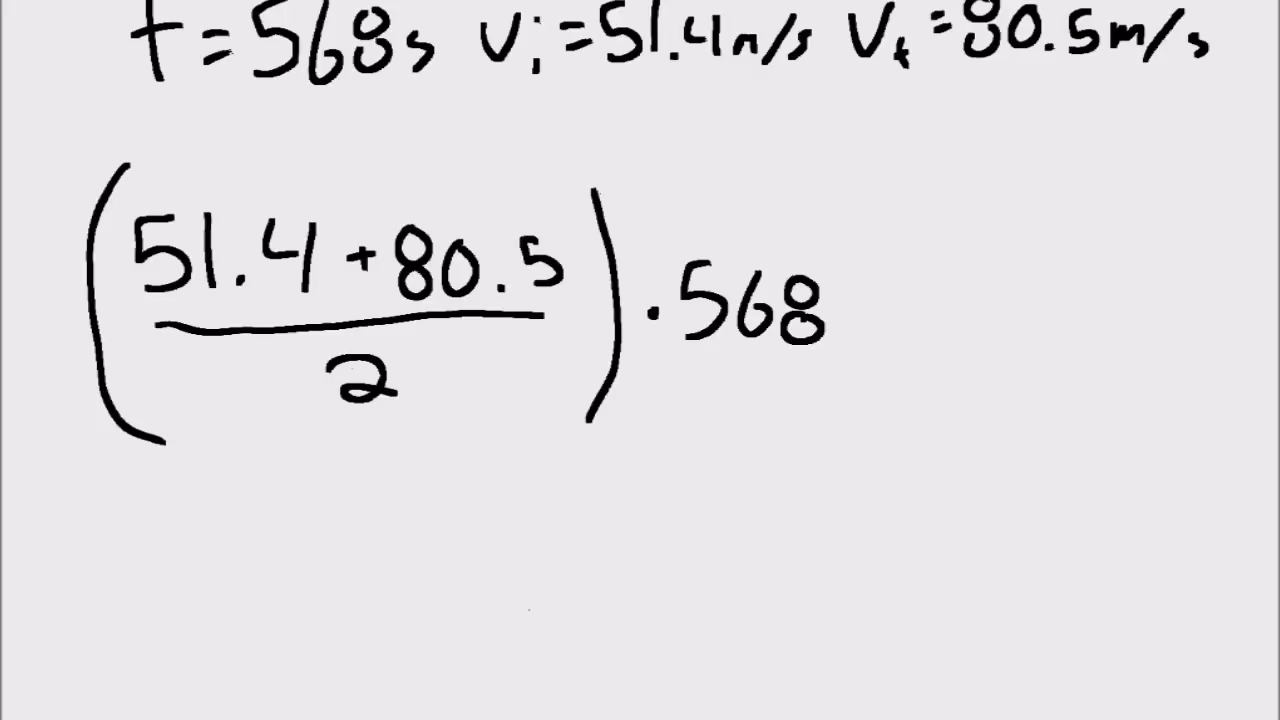 t = 568s vi = 51.4m/s vf = 80.5m/s
(51.4 + 80.5 / 2) . 568